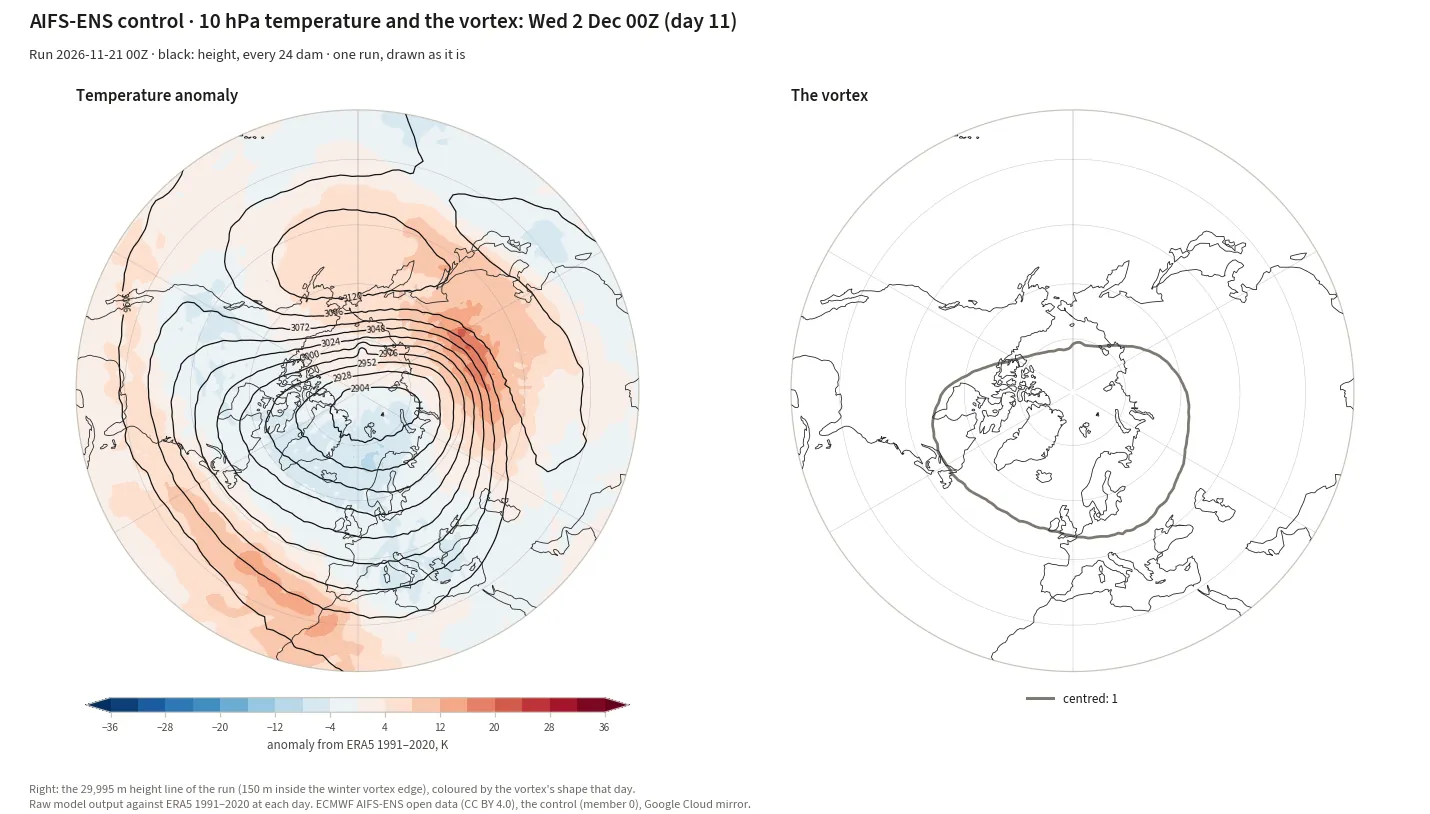 AIFS-ENS control · 10 hPa temperature and the vortex: Wed 2 Dec 00Z (day 11)
Run 2026-11-21 00Z · black: height, every 24 dam · one run, drawn as it is
Temperature anomaly
The vortex
3120
3096
3072
3048
3024
3000
2976
2952
2928
2904
−36 −28 −20 −12 −4 4 12 20 28 36
anomaly from ERA5 1991–2020, K
centred: 1
Right: the 29,995 m height line of the run (150 m inside the winter vortex edge), coloured by the vortex's shape that day.
Raw model output against ERA5 1991–2020 at each day. ECMWF AIFS-ENS open data (CC BY 4.0), the control (member 0), Google Cloud mirror.